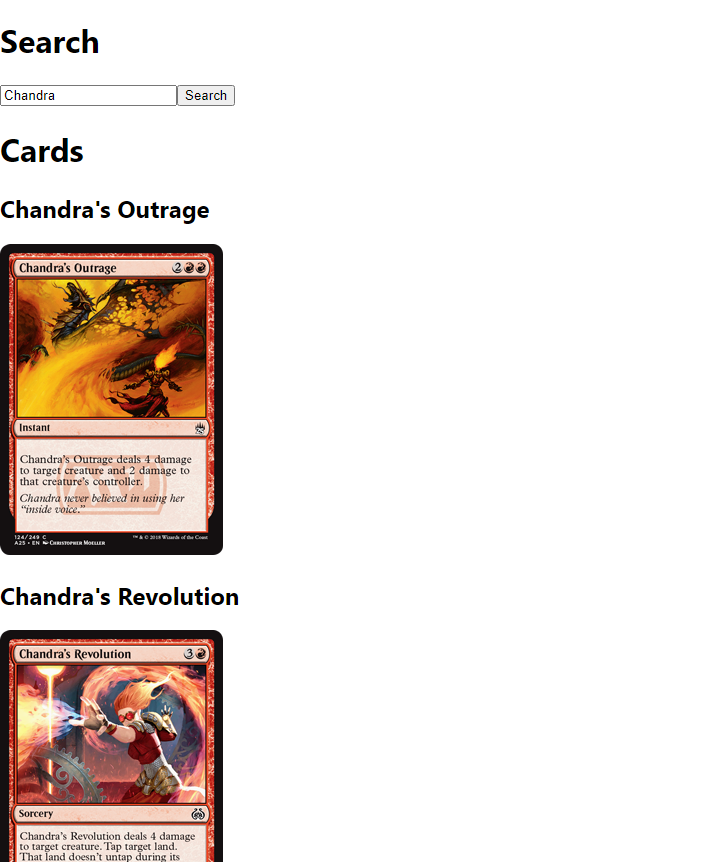 Search
Chandra Search
Cards
Chandra's Outrage
Chandra's Outrage 2
Instant
Chandra's Outrage deals 4 damage
to target creature and 2 damage to
that creature's controller.
Chandra never believed in using her
"inside voice."
124/249 C
A25 • EN Christopher Moeller
™ & © 2018 Wizards of the Coast
Chandra's Revolution
Chandra's Revolution 3
Sorcery
Chandra's Revolution deals 4 damage
to target creature. Tap target land.
That land doesn't untap during its